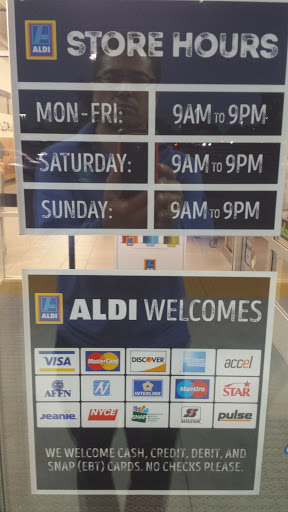 ALDI STORE HOURS
MON-FRI: 9AM TO 9PM
SATURDAY: 9AM TO 9PM
SUNDAY: 9AM TO 9PM
ALDI ALDI WELCOMES
VISA MasterCard DISCOVER accel
AFFN N INTERLINK Maestro STAR
Jeanie NYCE SNAP S pulse
WE WELCOME CASH, CREDIT, DEBIT, AND
SNAP (EBT) CARDS. NO CHECKS PLEASE.